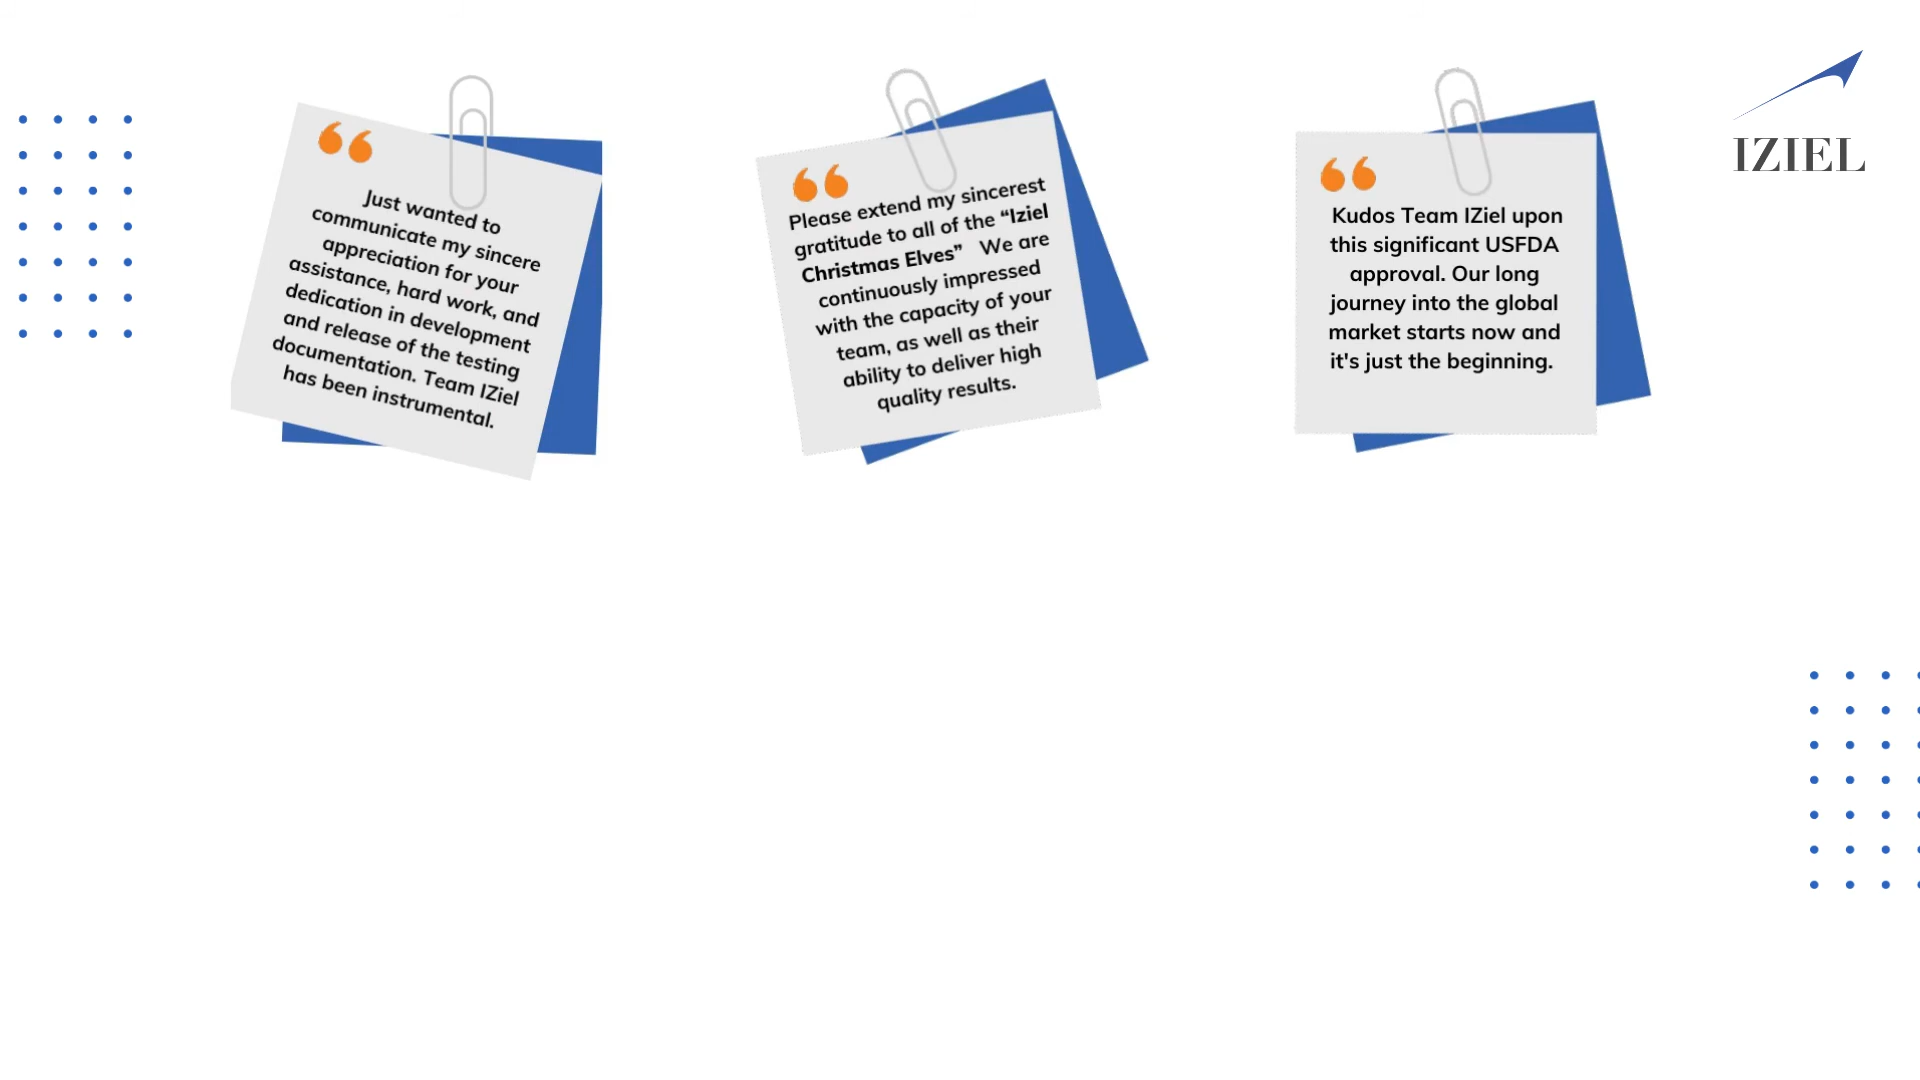 Just wanted to
communicate my sincere
appreciation for your
assistance, hard work, and
dedication in development
and release of the testing
documentation. Team IZiel
has been instrumental.
Please extend my sincerest
gratitude to all of the “Iziel
Christmas Elves” We are
continuously impressed
with the capacity of your
team, as well as their
ability to deliver high
quality results.
Kudos Team IZiel upon
this significant USFDA
approval. Our long
journey into the global
market starts now and
it's just the beginning.
IZIEL